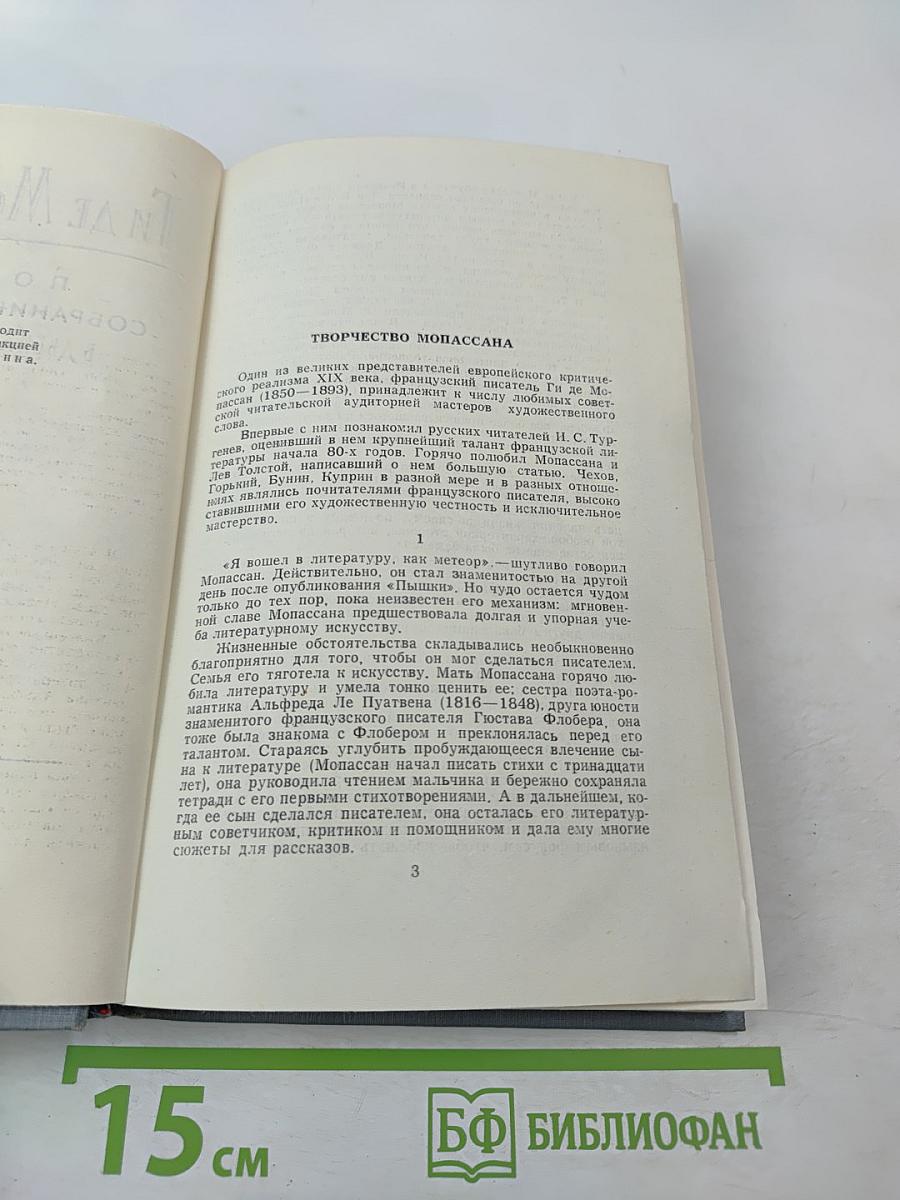 Ги де М
СОБРАНИ
одит
кцией
нина.
ТВОРЧЕСТВО МОПАССАНА
Один из великих представителей европейского критиче-
ского реализма XIX века, французский писатель Ги де Мо-
пассан (1850—1893), принадлежит к числу любимых совет-
ской читательской аудиторией мастеров художественного
слова.
Впервые с ним познакомил русских читателей И. С. Тур-
генев, оценивший в нем крупнейший талант французской ли-
тературы начала 80-х годов. Горячо полюбил Мопассана и
Лев Толстой, написавший о нем большую статью. Чехов,
Горький, Бунин, Куприн в разной мере и в разных отноше-
ниях являлись почитателями французского писателя, высоко
ставившими его художественную честность и исключительное
мастерство.
1
«Я вошел в литературу, как метеор»,—шутливо говорил
Мопассан. Действительно, он стал знаменитостью на другой
день после опубликования «Пышки». Но чудо остается чудом
только до тех пор, пока неизвестен его механизм: мгновен-
ной славе Мопассана предшествовала долгая и упорная уче-
ба литературному искусству.
Жизненные обстоятельства складывались необыкновенно
благоприятно для того, чтобы он мог сделаться писателем.
Семья его тяготела к искусству. Мать Мопассана горячо лю-
била литературу и умела тонко ценить ее; сестра поэта-ро-
мантика Альфреда Ле Пуатвена (1816—1848), друга юности
знаменитого французского писателя Гюстава Флобера, она
тоже была знакома с Флобером и преклонялась перед его
талантом. Стараясь углубить пробуждающееся влечение сы-
на к литературе (Мопассан начал писать стихи с тринадцати
лет), она руководила чтением мальчика и бережно сохраняла
тетради с его первыми стихотворениями. А в дальнейшем, ко-
гда ее сын сделался писателем, она осталась его литератур-
ным советчиком, критиком и помощником и дала ему многие
сюжеты для рассказов.
3
15 см
БФ БИБЛИОФАН